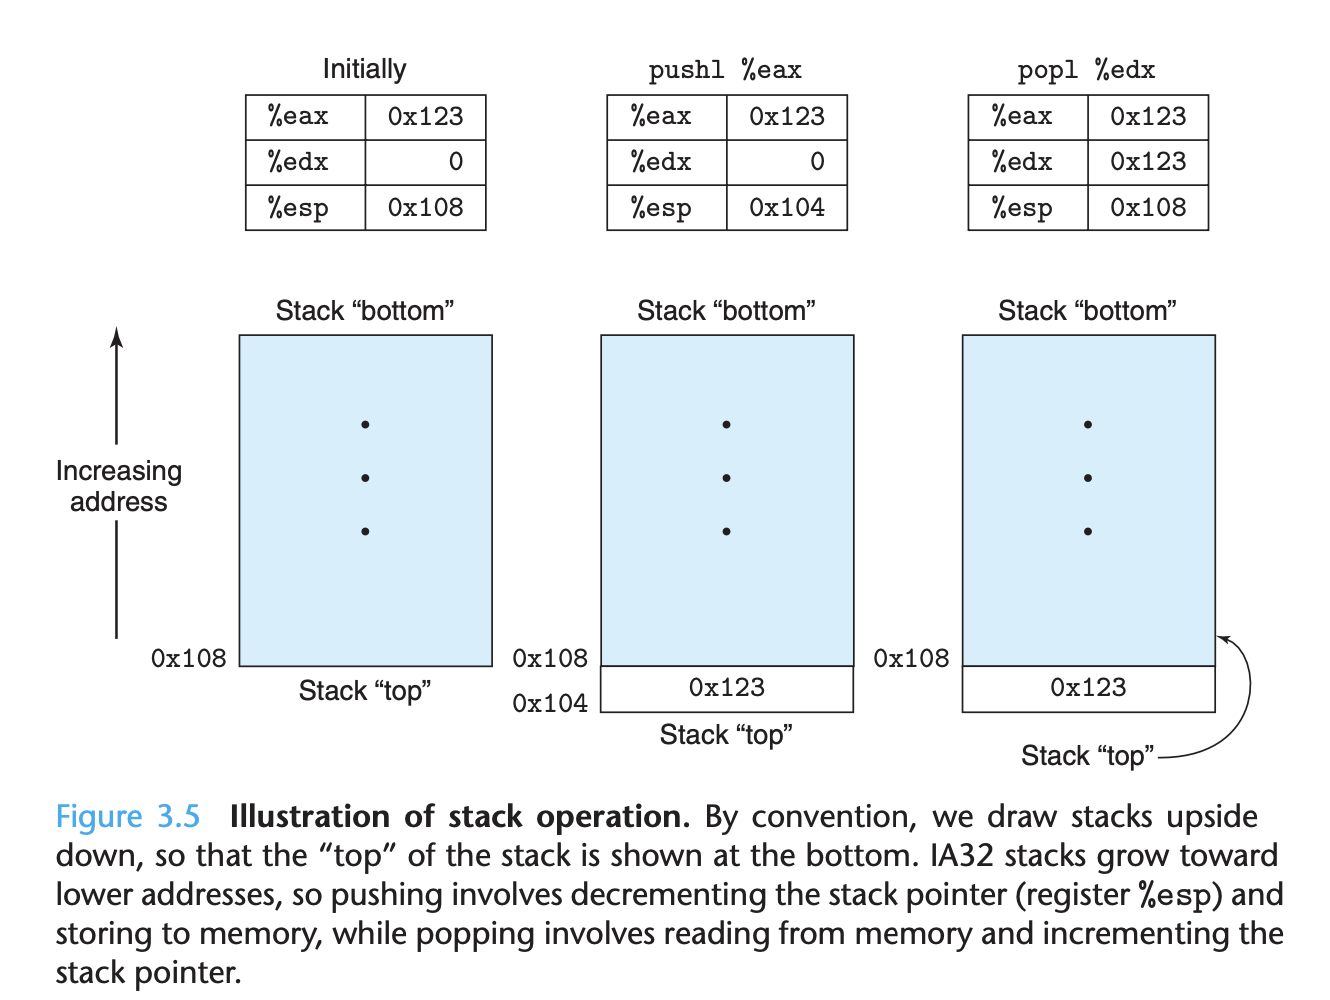 Initially
%eax 0x123
%edx 0
%esp 0x108
pushl %eax
%eax 0x123
%edx 0
%esp 0x104
popl %edx
%eax 0x123
%edx 0x123
%esp 0x108
Increasing
address
Stack “bottom”
0x108
Stack “top”
Stack “bottom”
0x108
0x104
0x123
Stack “top”
Stack “bottom”
0x108
0x123
Stack “top”
Figure 3.5 Illustration of stack operation. By convention, we draw stacks upside
down, so that the “top” of the stack is shown at the bottom. IA32 stacks grow toward
lower addresses, so pushing involves decrementing the stack pointer (register %esp) and
storing to memory, while popping involves reading from memory and incrementing the
stack pointer.